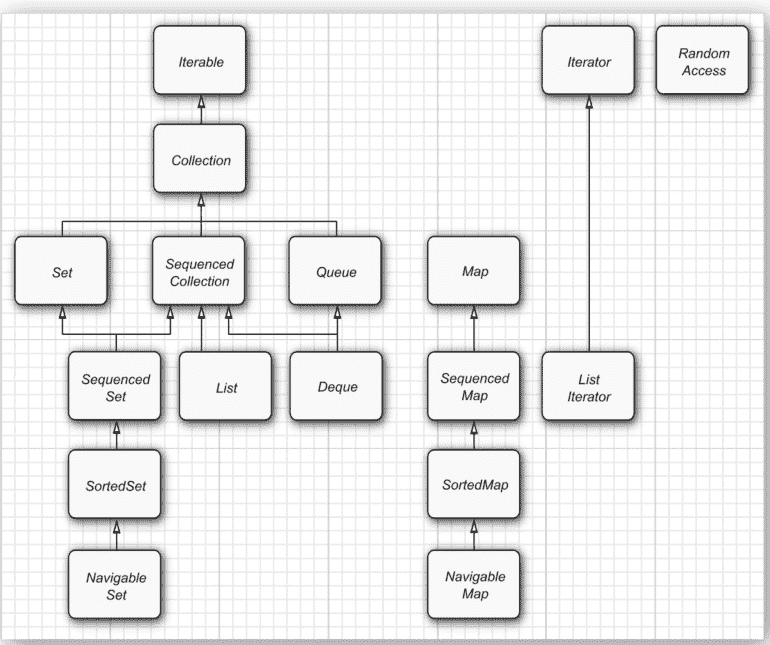 Iterable
Iterator
Random
Access
Collection
Set
Sequenced
Collection
Queue
Map
Sequenced
Set
List
Deque
Sequenced
Map
List
Iterator
SortedSet
SortedMap
Navigable
Set
Navigable
Map